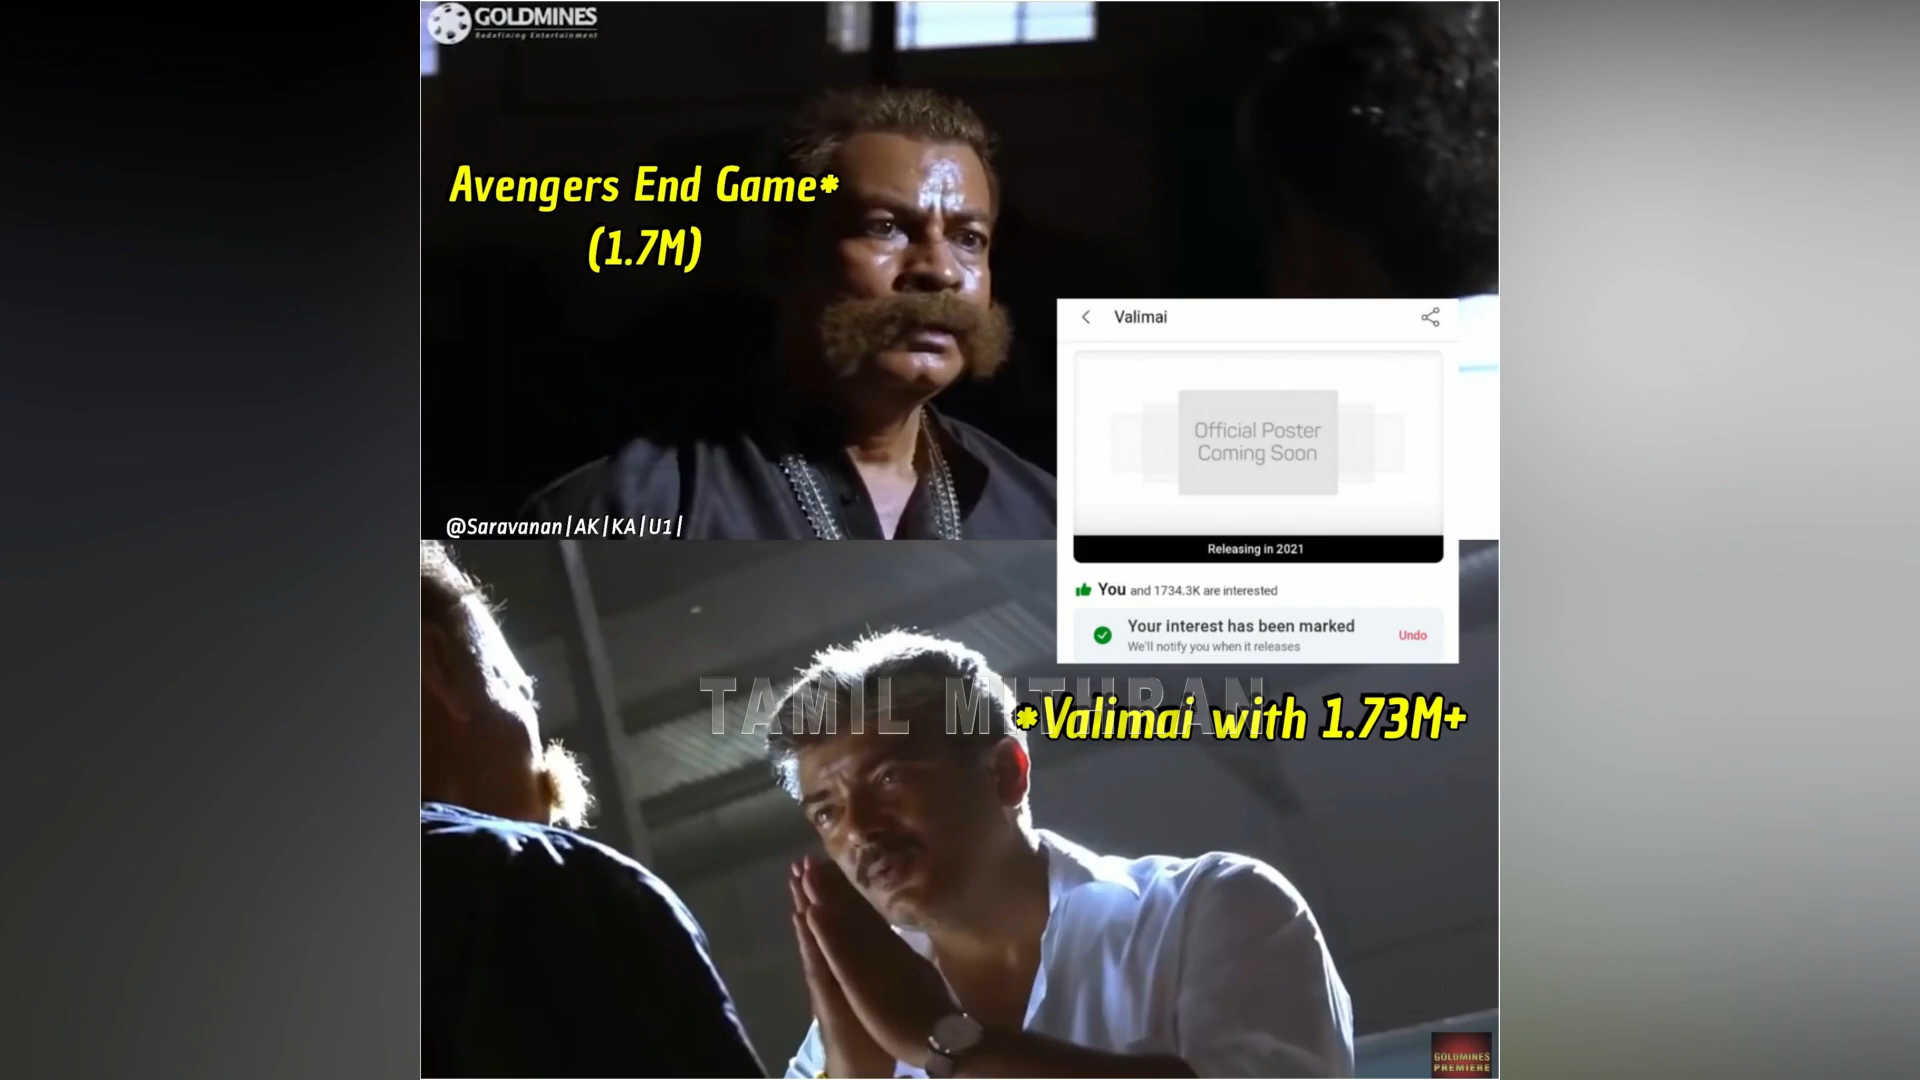 GOLDMINES
Redefining Entertainment
Avengers End Game*
(1.7M)
Valimai
Official Poster
Coming Soon
@Saravanan|AK|KA|U1|
Releasing in 2021
You and 1734.3K are interested
Your interest has been marked
We'll notify you when it releases
Undo
TAMIL MITHRAN
*Valimai with 1.73M+
GOLDMINES
PREMIERE